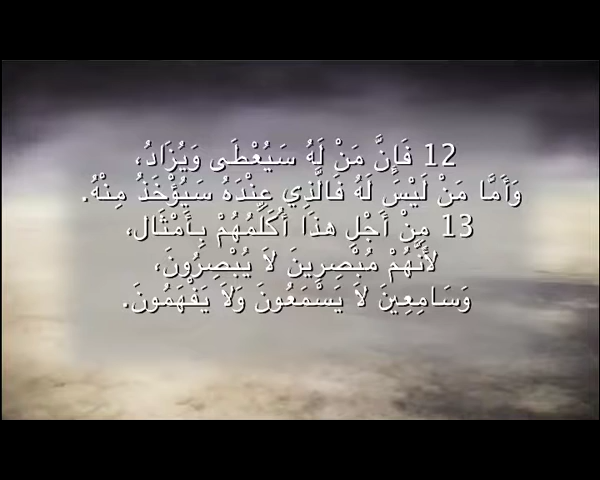 12 فَإِنَّ مَنْ لَهُ سَيُعْطَى وَيُزَادُ،
وَأَمَّا مَنْ لَيْسَ لَهُ فَالَّذِي عِنْدَهُ سَيُؤْخَذُ مِنْهُ.
13 مِنْ أَجْلِ هذَا أُكَلِّمُهُمْ بِأَمْثَال،
لأَنَّهُمْ مُبْصِرِينَ لاَ يُبْصِرُونَ،
وَسَامِعِينَ لاَ يَسْمَعُونَ وَلاَ يَفْهَمُونَ.